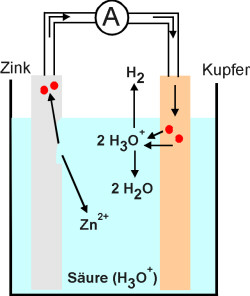 A
Zink
H₂
Kupfer
2 H₃O⁺
2 H₂O
Zn²⁺
Säure (H₃O⁺)